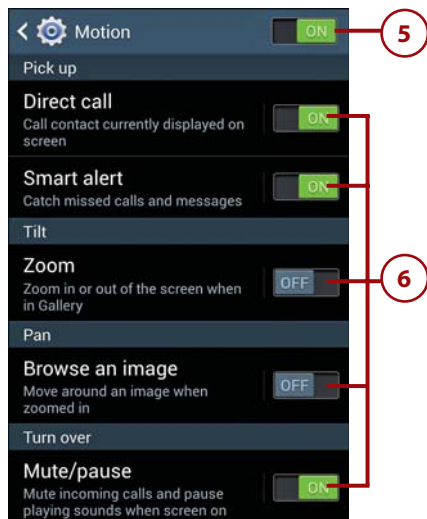 Motion ON
5
Pick up
Direct call
Call contact currently displayed on
screen
ON
Smart alert
Catch missed calls and messages
ON
Tilt
Zoom
Zoom in or out of the screen when
in Gallery
OFF
6
Pan
Browse an image
Move around an image when
zoomed in
OFF
Turn over
Mute/pause
Mute incoming calls and pause
playing sounds when screen on
ON